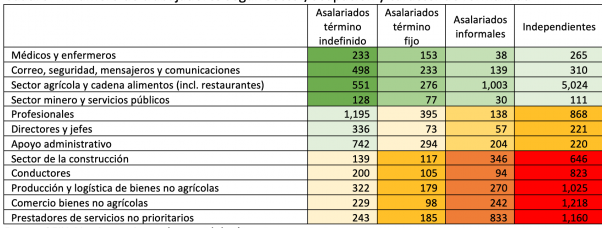 Asalariados término indefinido Asalariados término fijo Asalariados informales Independientes
Médicos y enfermeros 233 153 38 265
Correo, seguridad, mensajeros y comunicaciones 498 233 139 310
Sector agrícola y cadena alimentos (incl. restaurantes) 551 276 1,003 5,024
Sector minero y servicios públicos 128 77 30 111
Profesionales 1,195 395 138 868
Directores y jefes 336 73 57 221
Apoyo administrativo 742 294 204 220
Sector de la construcción 139 117 346 646
Conductores 200 105 94 823
Producción y logística de bienes no agrícolas 322 179 270 1,025
Comercio bienes no agrícolas 229 98 242 1,218
Prestadores de servicios no prioritarios 243 185 833 1,160